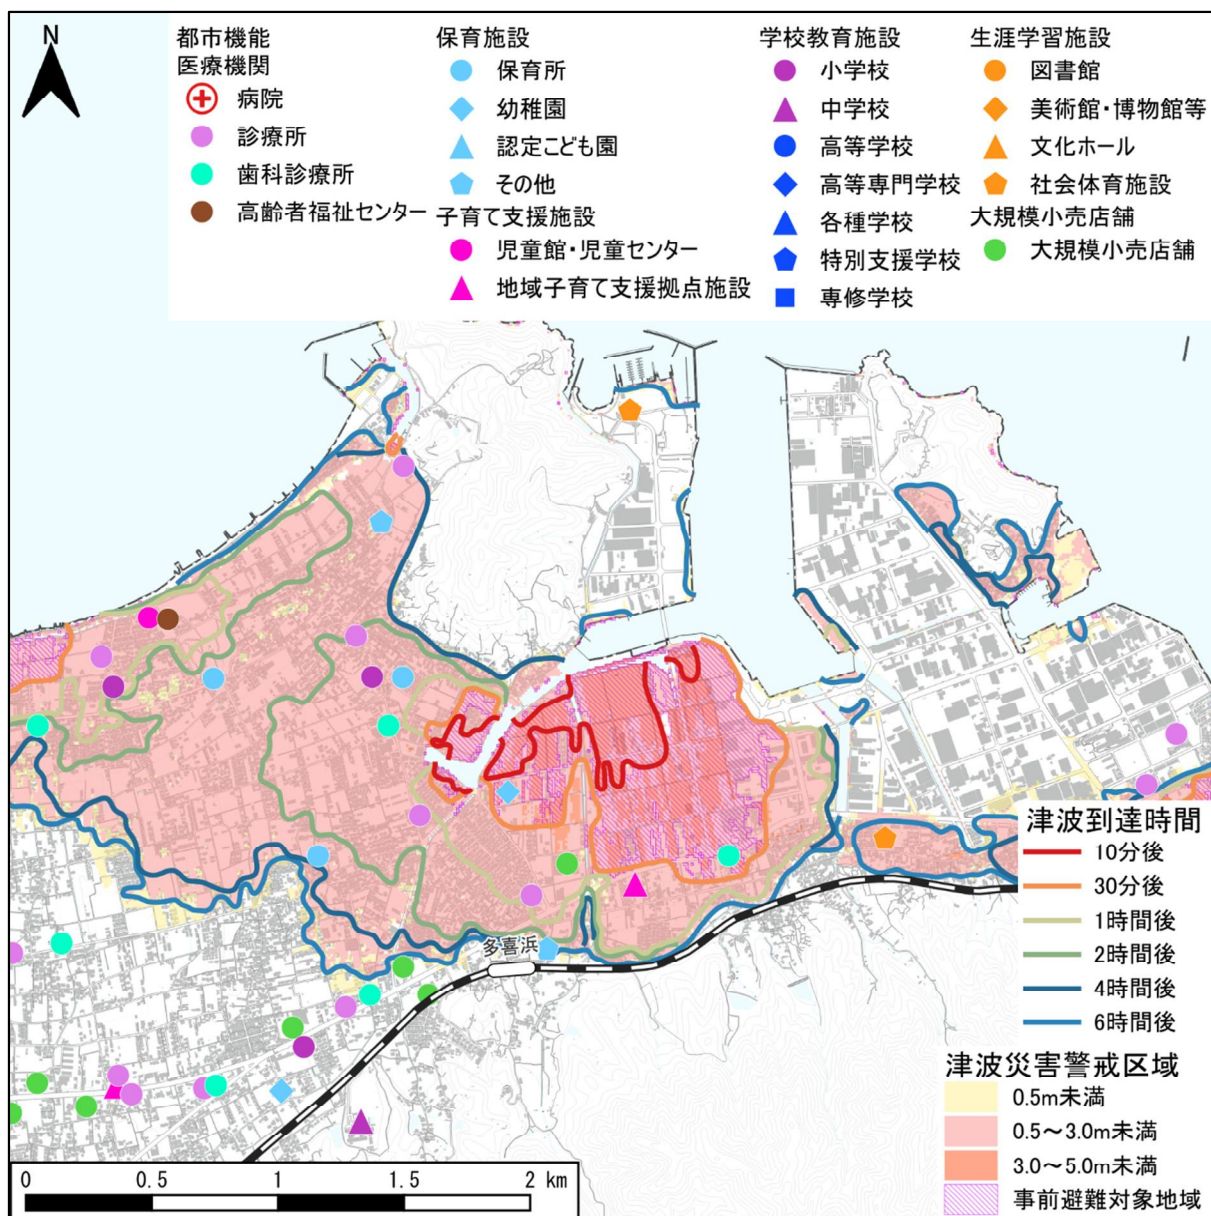 N
都市機能
医療機関
病院
診療所
歯科診療所
高齢者福祉センター
保育施設
保育所
幼稚園
認定こども園
その他
子育て支援施設
児童館・児童センター
地域子育て支援拠点施設
学校教育施設
小学校
中学校
高等学校
高等専門学校
各種学校
特別支援学校
専修学校
生涯学習施設
図書館
美術館・博物館等
文化ホール
社会体育施設
大規模小売店舗
大規模小売店舗
多喜浜
津波到達時間
10分後
30分後
1時間後
2時間後
4時間後
6時間後
津波災害警戒区域
0.5m未満
0.5～3.0m未満
3.0～5.0m未満
事前避難対象地域
0 0.5 1 1.5 2 km